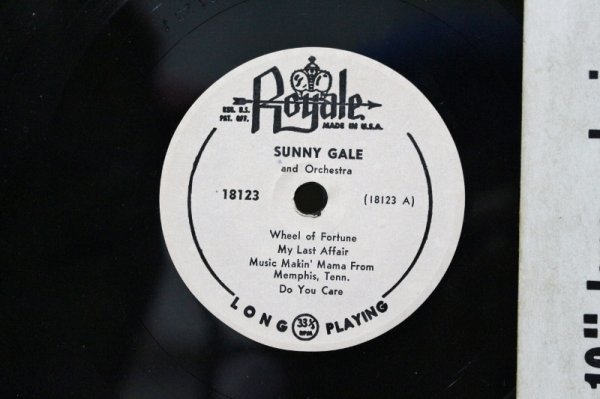 Royale
REG. U.S.
PAT. OFF.
MADE IN U.S.A.
SUNNY GALE
and Orchestra
18123
(18123 A)
Wheel of Fortune
My Last Affair
Music Makin' Mama From
Memphis, Tenn.
Do You Care
LONG 33⅓ RPM PLAYING